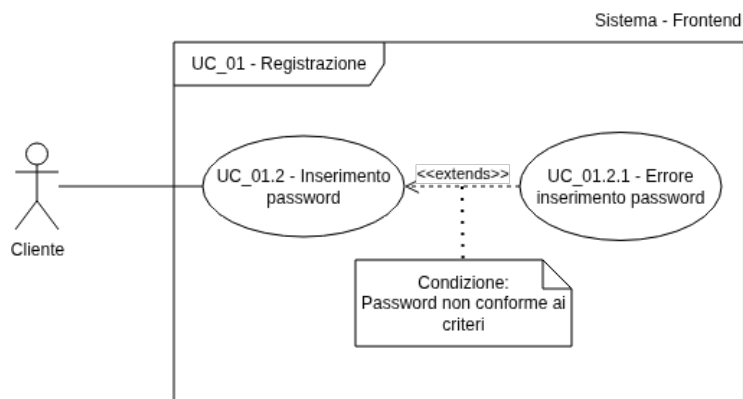 Sistema - Frontend
UC_01 - Registrazione
UC_01.2 - Inserimento
password
<<extends>>
UC_01.2.1 - Errore
inserimento password
Cliente
Condizione:
Password non conforme ai
criteri